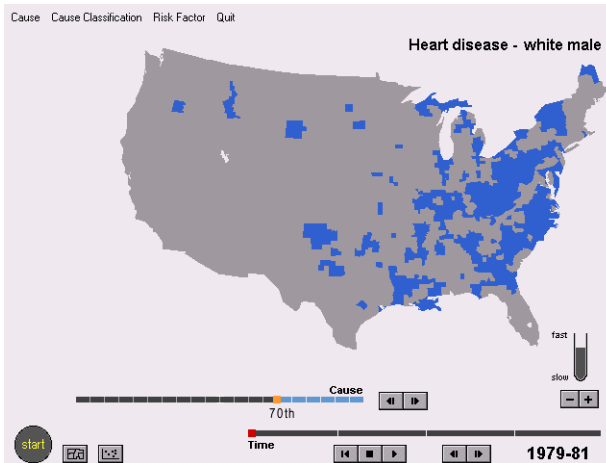 Cause Cause Classification Risk Factor Quit
Heart disease - white male
fast
slow
Cause
70th
start
Time
1979-81